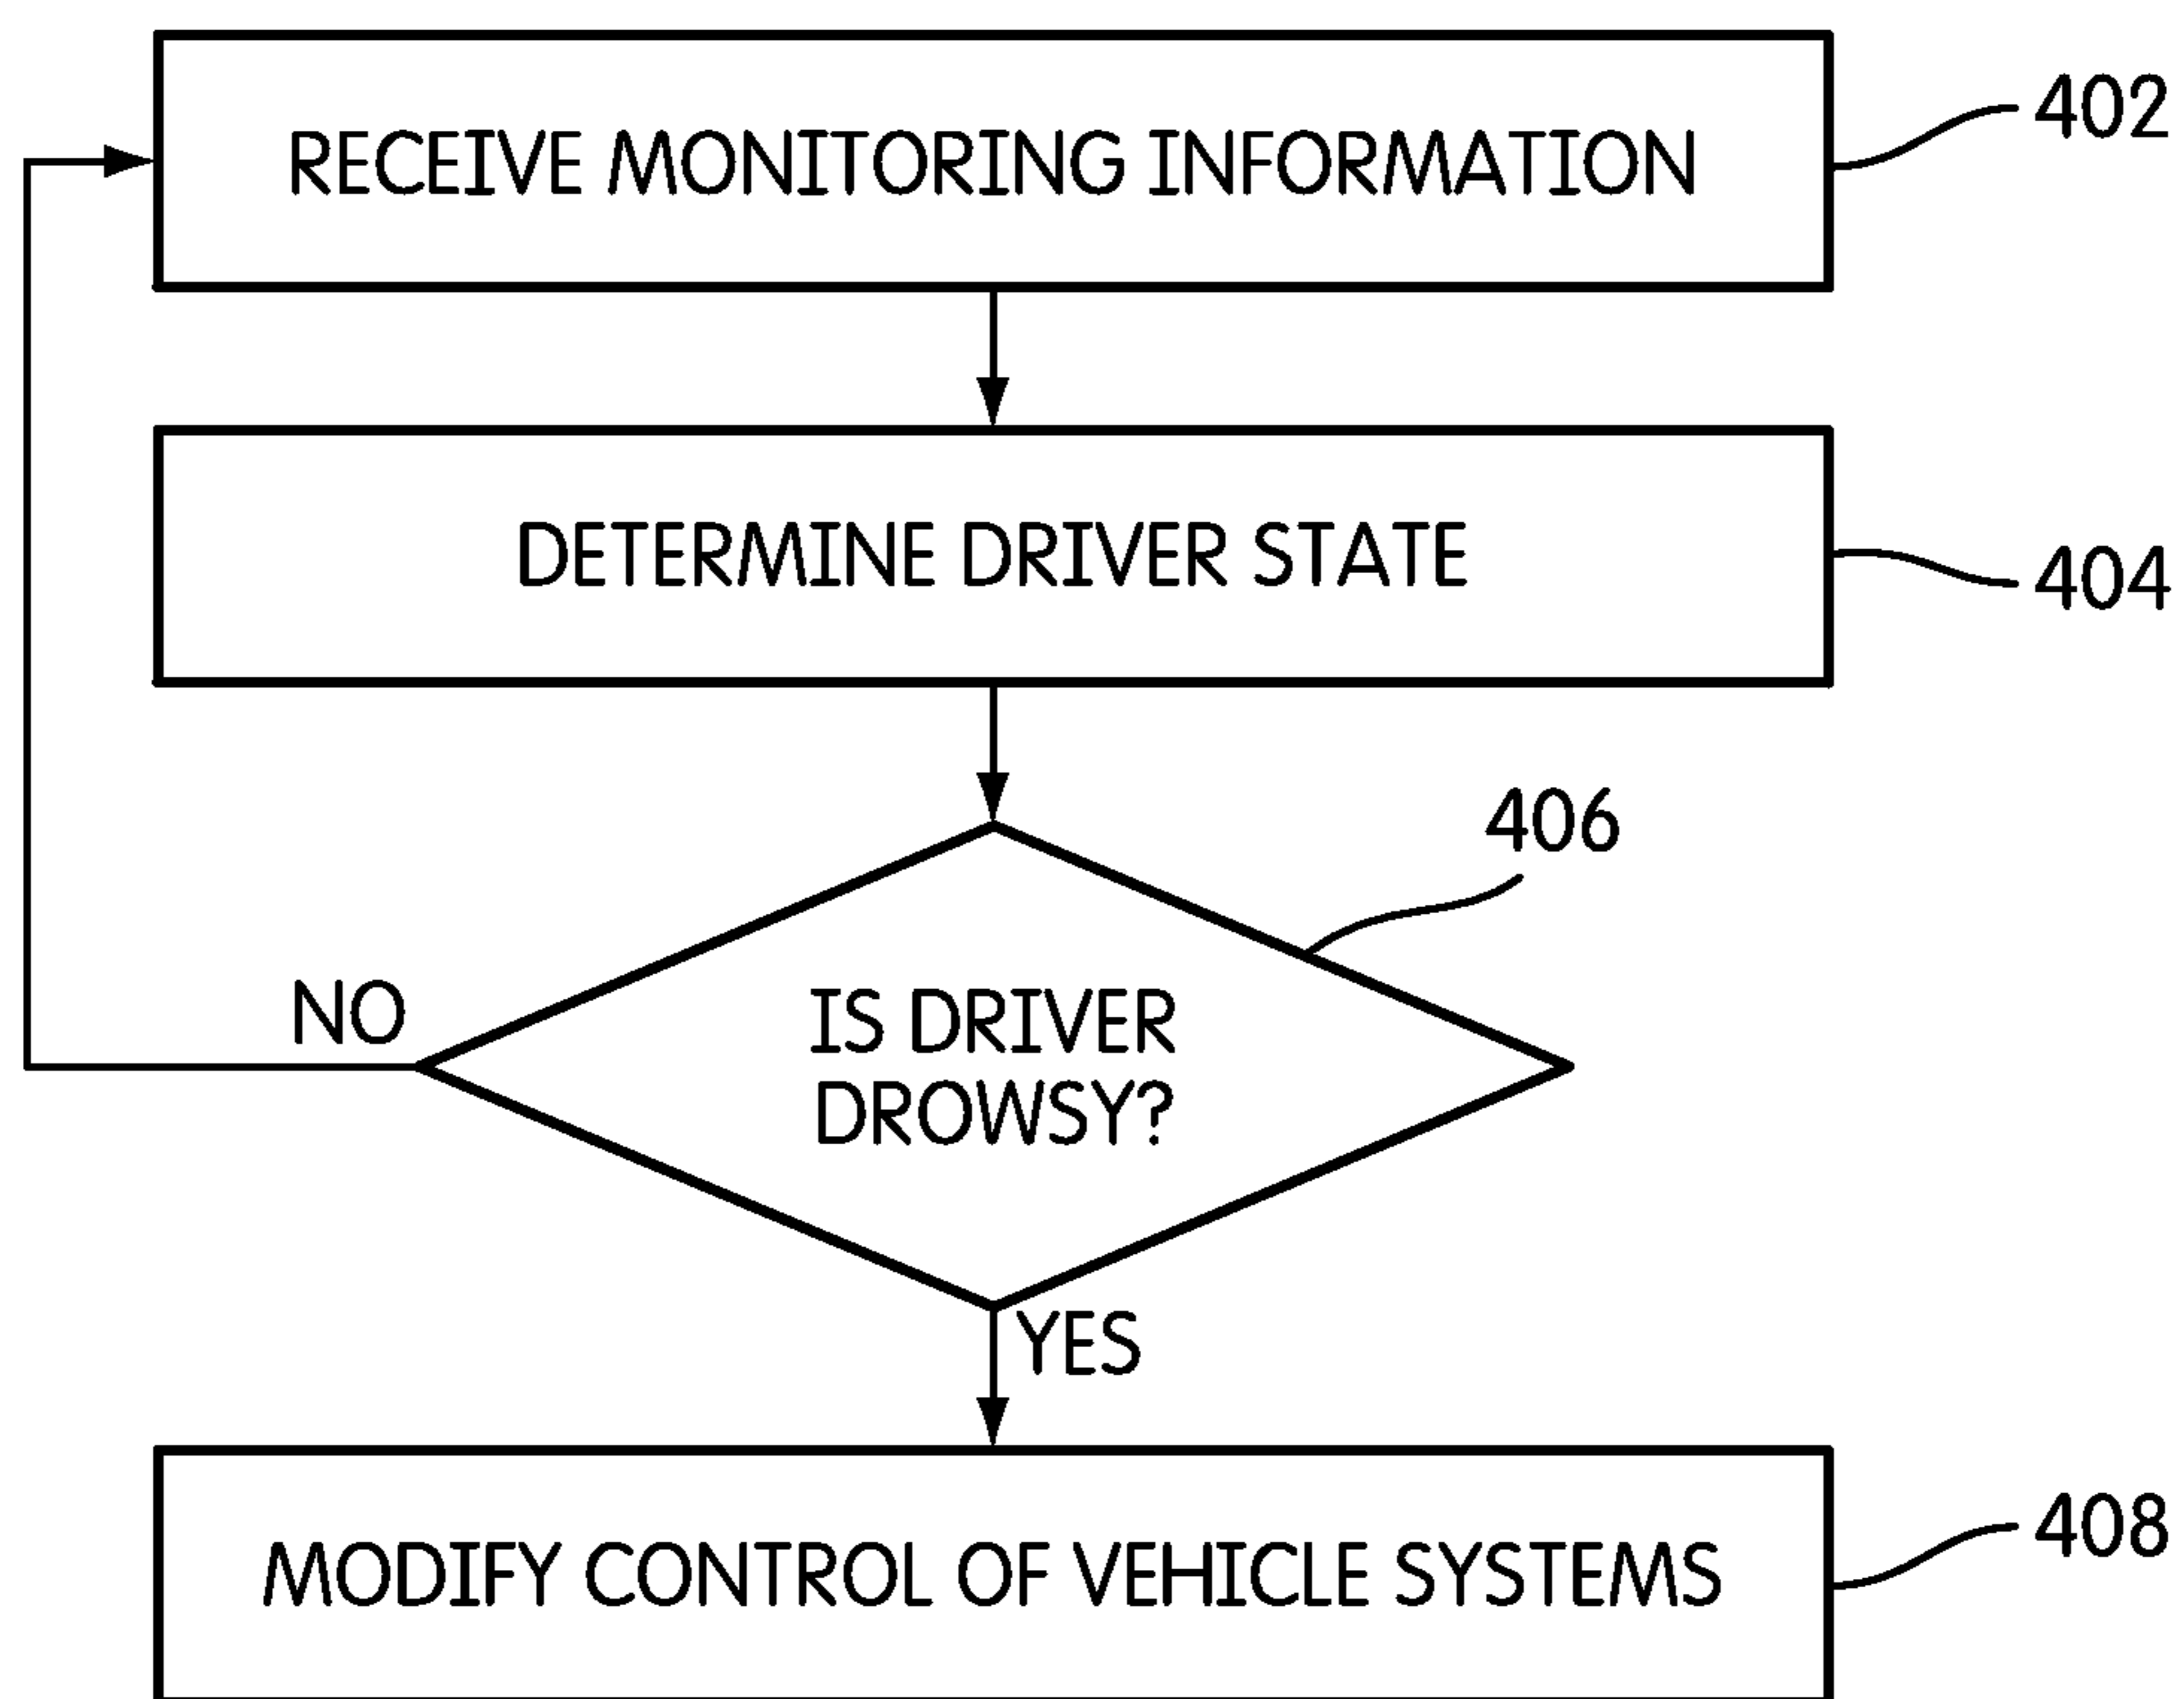 RECEIVE MONITORING INFORMATION
402
DETERMINE DRIVER STATE
404
406
NO
IS DRIVER
DROWSY?
YES
MODIFY CONTROL OF VEHICLE SYSTEMS
408